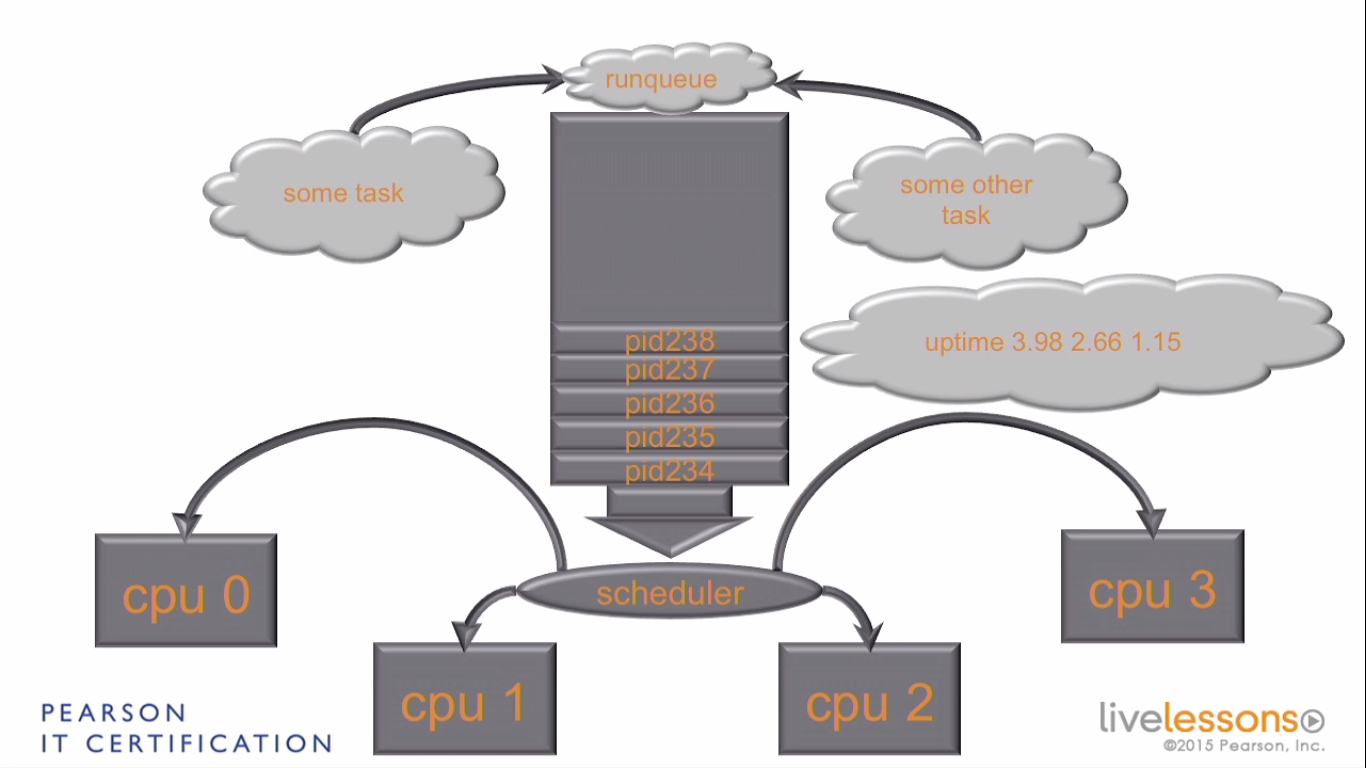 runqueue
some task
some other
task
uptime 3.98 2.66 1.15
pid238
pid237
pid236
pid235
pid234
scheduler
cpu 0
cpu 1
cpu 2
cpu 3
PEARSON
IT CERTIFICATION
livelessons
©2015 Pearson, Inc.